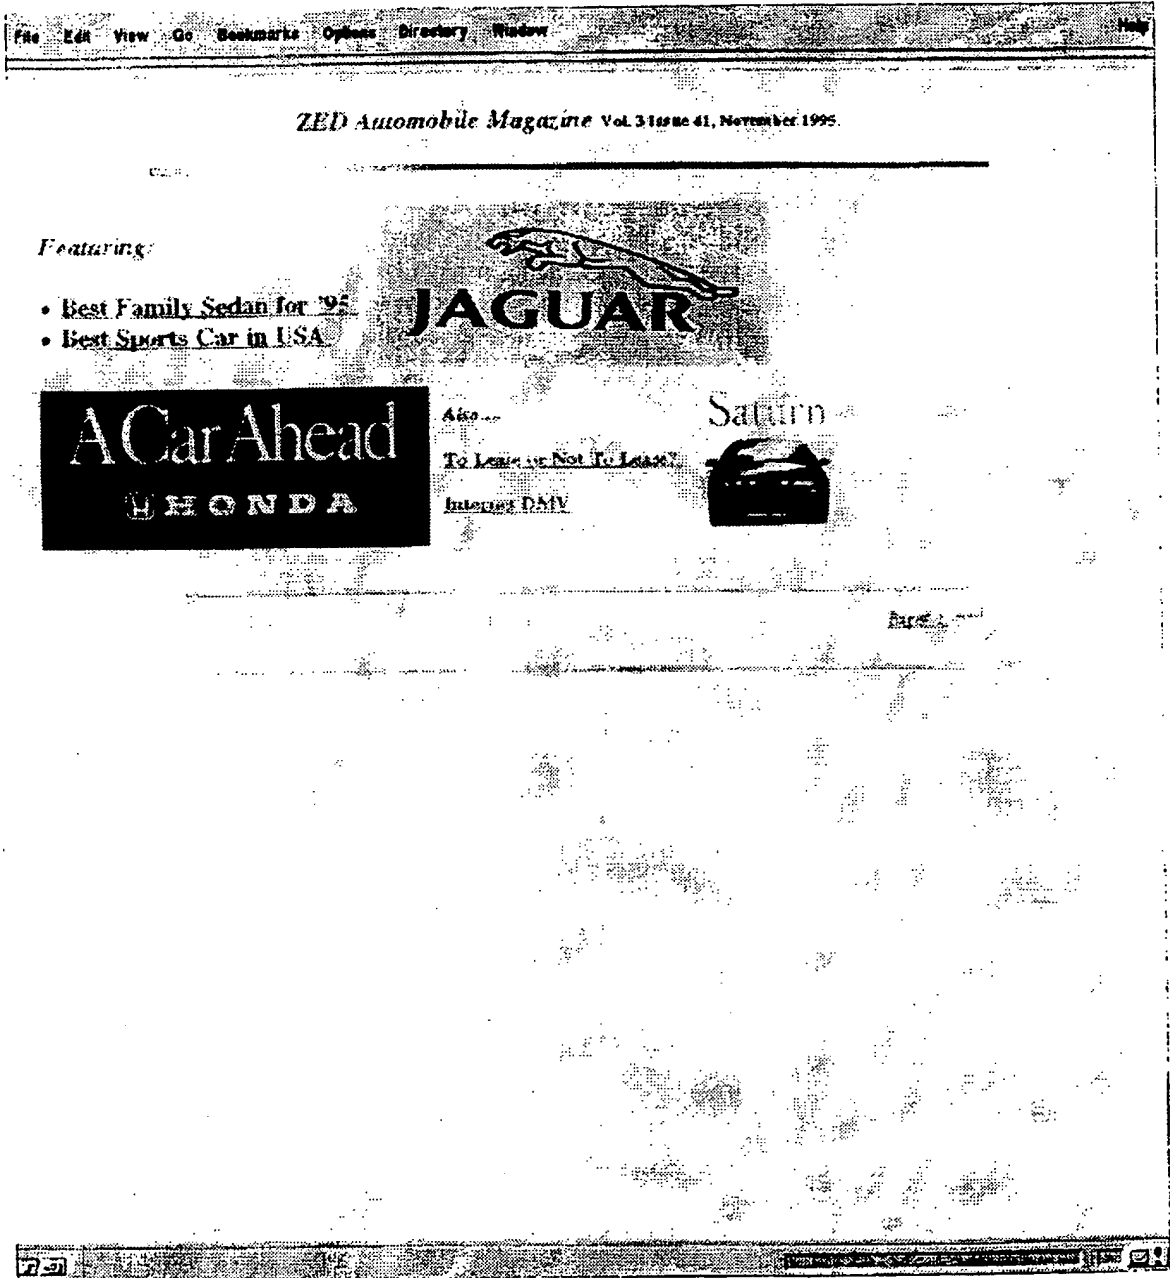 File Edit View Go Bookmarks Options Directory Window Help
ZED Automobile Magazine Vol. 3 Issue 41, November 1995.
Featuring:
• Best Family Sedan for '95
• Best Sports Car in USA
JAGUAR
A Car Ahead
HONDA
Also....
To Lease or Not To Lease?
Internet DMV
Saturn